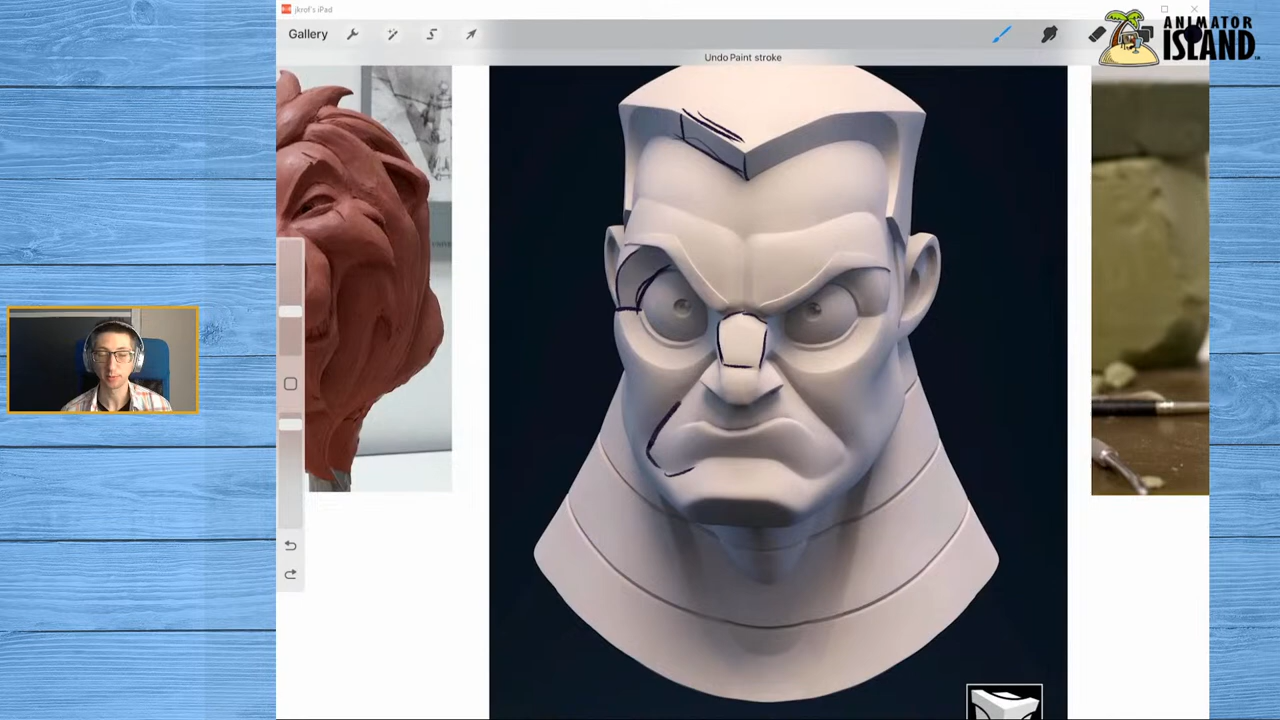 jkrof's iPad
Gallery
Undo Paint stroke
ANIMATOR
ISLAND